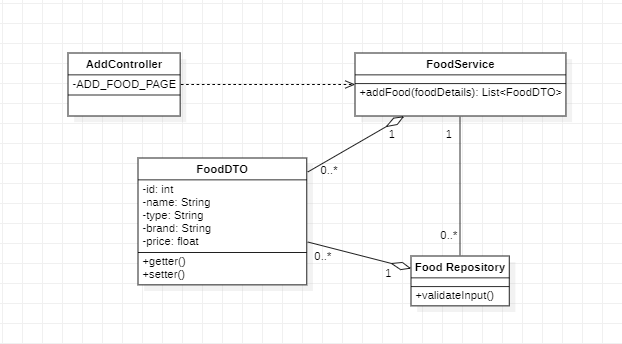 AddController
-ADD_FOOD_PAGE
FoodService
+addFood(foodDetails): List<FoodDTO>
1
1
FoodDTO
0..*
-id: int
-name: String
-type: String
-brand: String
-price: float
+getter()
+setter()
0..*
0..*
1
Food Repository
+validateInput()